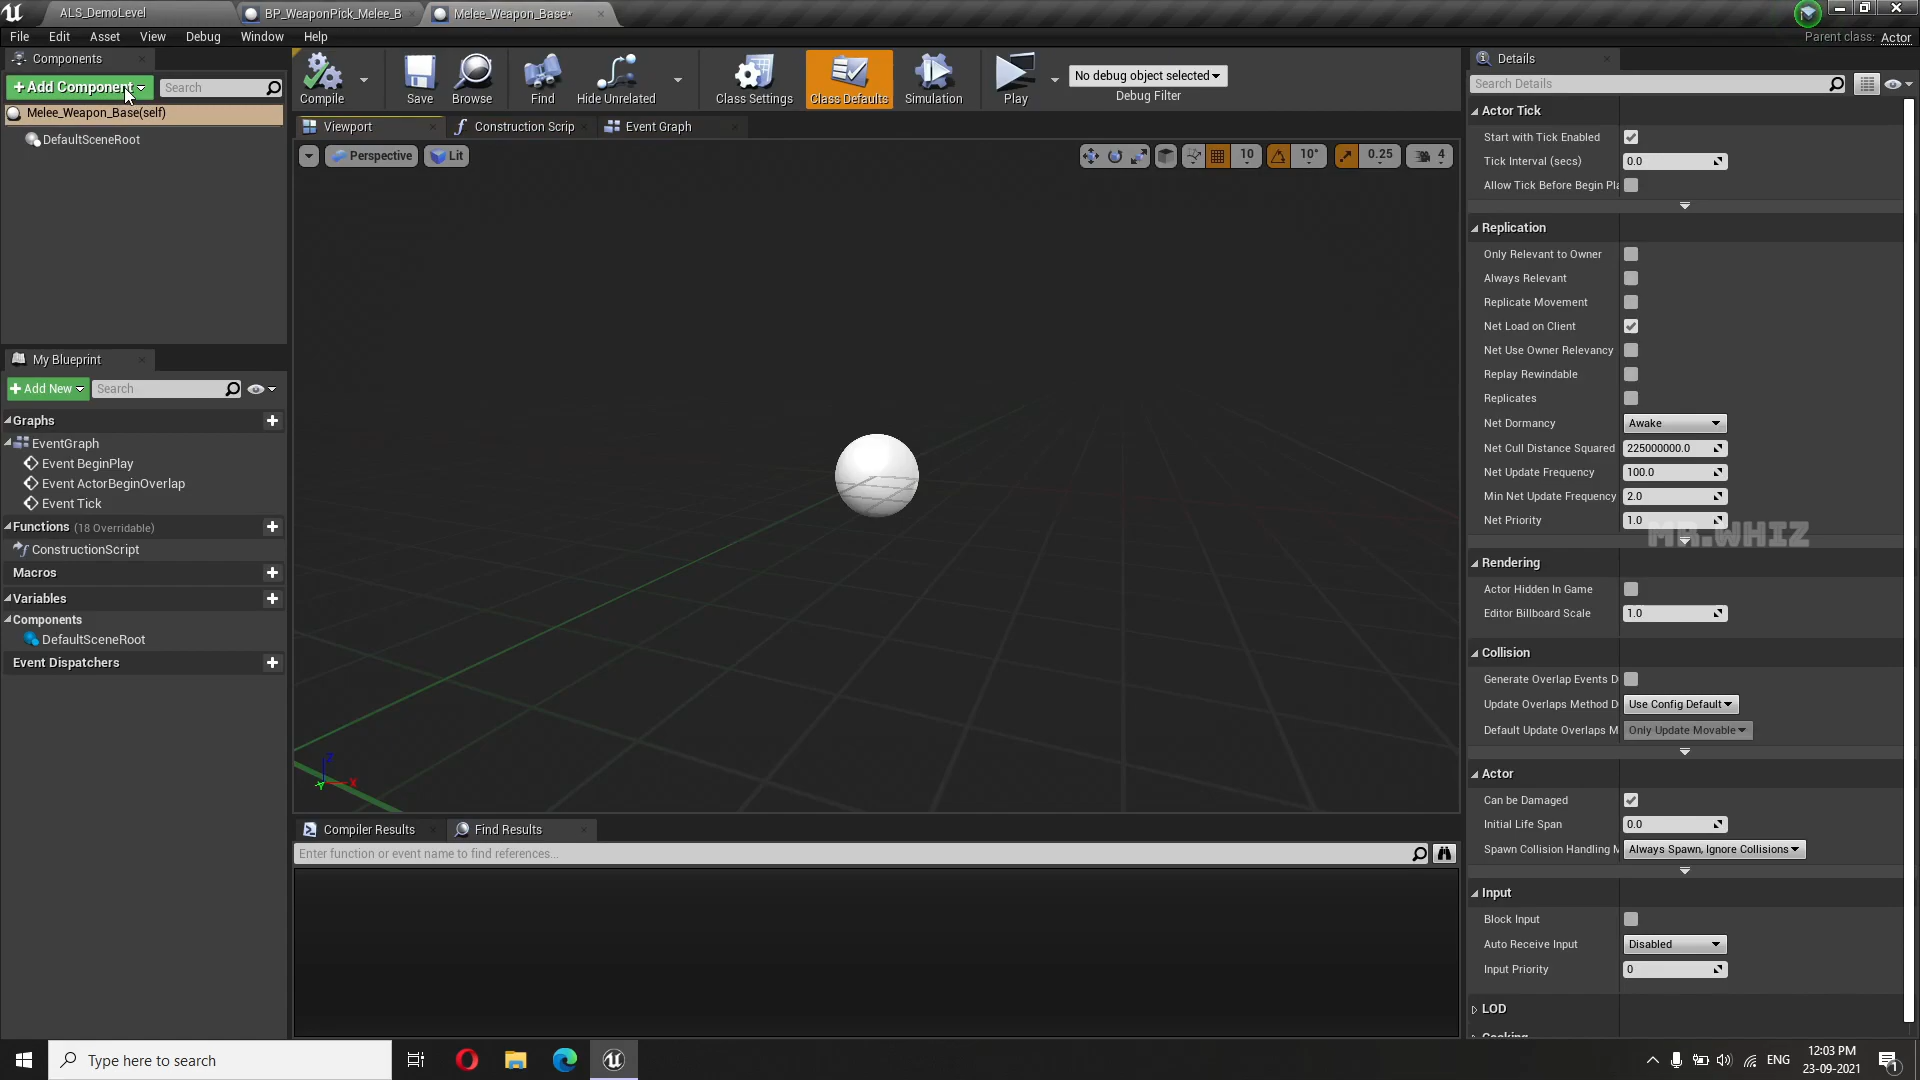 ALS_DemoLevel
BP_WeaponPick_Melee_B
Melee_Weapon_Base*
File Edit Asset View Debug Window Help
Parent class: Actor
Components
+ Add Component
Search
Melee_Weapon_Base(self)
DefaultSceneRoot
Compile
Save
Browse
Find
Hide Unrelated
Class Settings
Class Defaults
Simulation
Play
No debug object selected
Debug Filter
Viewport
Construction Scrip
Event Graph
Perspective
Lit
10
10°
0.25
4
X
Y
Z
My Blueprint
+ Add New
Search
Graphs
EventGraph
Event BeginPlay
Event ActorBeginOverlap
Event Tick
Functions (18 Overridable)
ConstructionScript
Macros
Variables
Components
DefaultSceneRoot
Event Dispatchers
Compiler Results
Find Results
Enter function or event name to find references...
Details
Search Details
Actor Tick
Start with Tick Enabled
Tick Interval (secs) 0.0
Allow Tick Before Begin Pla
Replication
Only Relevant to Owner
Always Relevant
Replicate Movement
Net Load on Client
Net Use Owner Relevancy
Replay Rewindable
Replicates
Net Dormancy Awake
Net Cull Distance Squared 225000000.0
Net Update Frequency 100.0
Min Net Update Frequency 2.0
Net Priority 1.0
MR.WHIZ
Rendering
Actor Hidden In Game
Editor Billboard Scale 1.0
Collision
Generate Overlap Events D
Update Overlaps Method D Use Config Default
Default Update Overlaps M Only Update Movable
Actor
Can be Damaged
Initial Life Span 0.0
Spawn Collision Handling M Always Spawn, Ignore Collisions
Input
Block Input
Auto Receive Input Disabled
Input Priority 0
LOD
Cooking
Type here to search
ENG
12:03 PM
23-09-2021
1